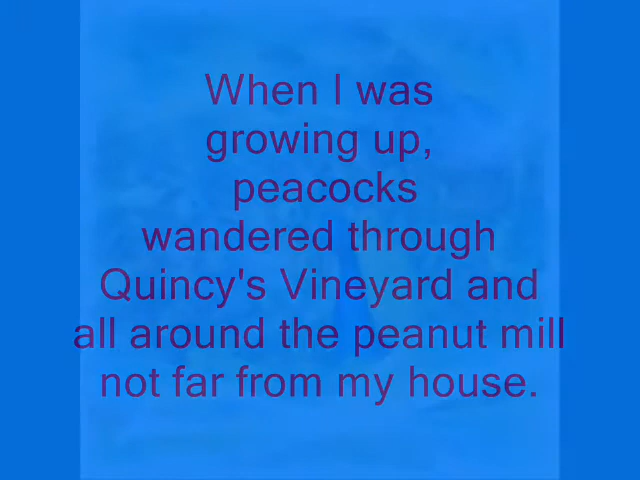 When I was
growing up,
peacocks
wandered through
Quincy's Vineyard and
all around the peanut mill
not far from my house.